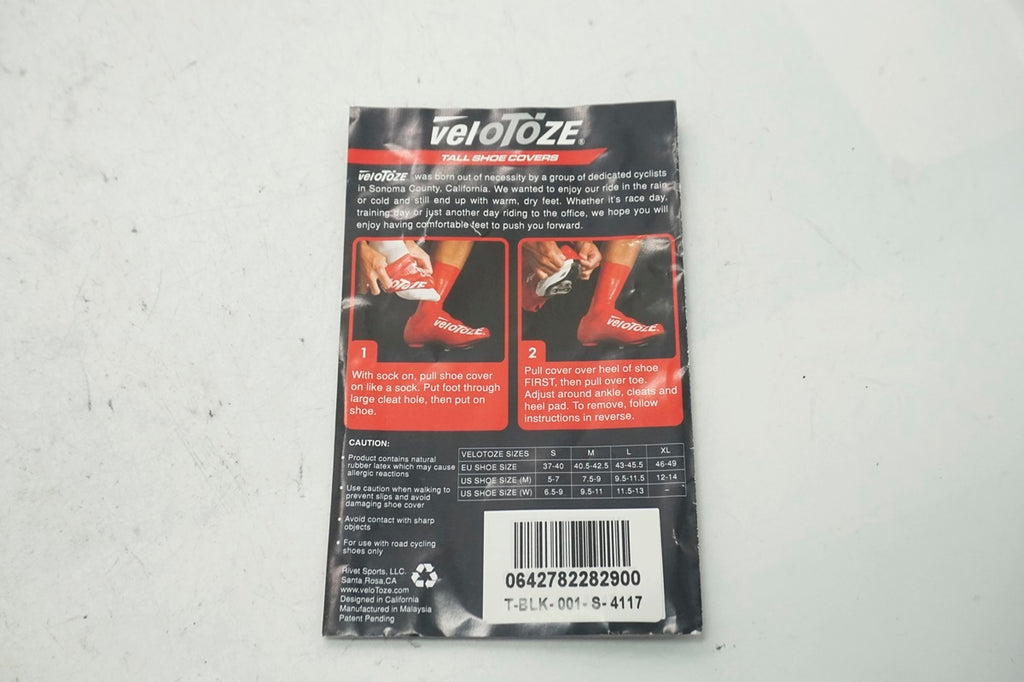 veloToze®
TALL SHOE COVERS
veloToze was born out of necessity by a group of dedicated cyclists
in Sonoma County, California. We wanted to enjoy our ride in the rain
or cold and still end up with warm, dry feet. Whether it's race day,
training day or just another day riding to the office, we hope you will
enjoy having comfortable feet to push you forward.
veloToze
veloToze
1
With sock on, pull shoe cover
on like a sock. Put foot through
large cleat hole, then put on
shoe.
2
Pull cover over heel of shoe
FIRST, then pull over toe.
Adjust around ankle, cleats and
heel pad. To remove, follow
instructions in reverse.
CAUTION:
• Product contains natural
rubber latex which may cause
allergic reactions
• Use caution when walking to
prevent slips and avoid
damaging shoe cover
• Avoid contact with sharp
objects
• For use with road cycling
shoes only
VELOTOZE SIZES S M L XL
EU SHOE SIZE 37-40 40.5-42.5 43-45.5 46-49
US SHOE SIZE (M) 5-7 7.5-9 9.5-11.5 12-14
US SHOE SIZE (W) 6.5-9 9.5-11 11.5-13 –
Rivet Sports, LLC.
Santa Rosa,CA
www.veloToze.com
Designed in California
Manufactured in Malaysia
Patent Pending
0642782282900
T-BLK-001-S-4117